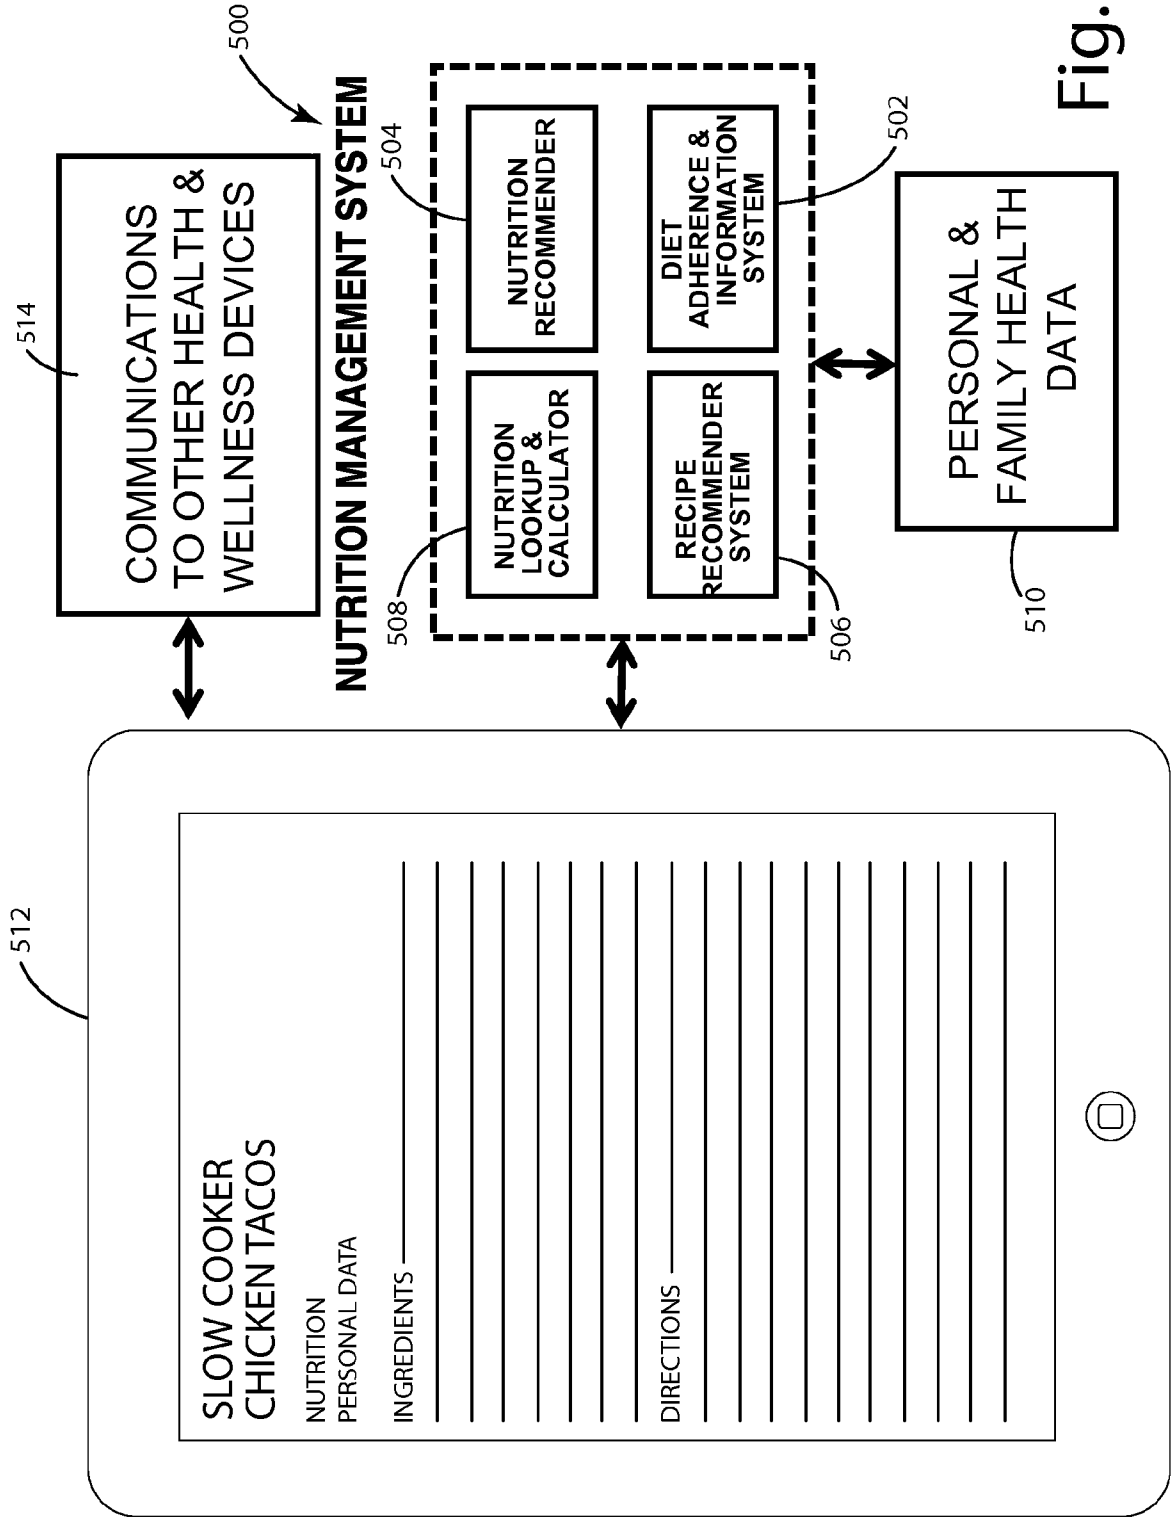 512
SLOW COOKER
CHICKEN TACOS
NUTRITION
PERSONAL DATA
INGREDIENTS
DIRECTIONS
514
COMMUNICATIONS
TO OTHER HEALTH &
WELLNESS DEVICES
500
NUTRITION MANAGEMENT SYSTEM
508
NUTRITION
LOOKUP &
CALCULATOR
504
NUTRITION
RECOMMENDER
RECIPE
RECOMMENDER
SYSTEM
506
DIET
ADHERENCE &
INFORMATION
SYSTEM
502
PERSONAL &
FAMILY HEALTH
DATA
510
Fig.